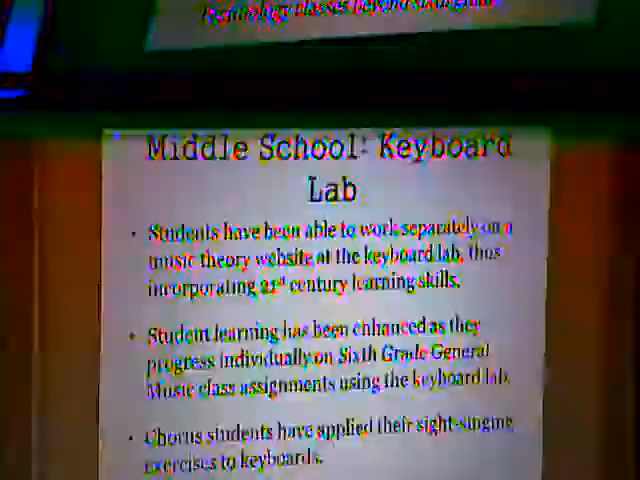 Technology classes
Middle School: Keyboard
Lab
• Students have been able to work separately on a
music theory website at the keyboard lab, thus
incorporating 21st century learning skills.
• Student learning has been enhanced as they
progress individually on Sixth Grade General
Music class assignments using the keyboard lab.
• Chorus students have applied their sight-singing
exercises to keyboards.